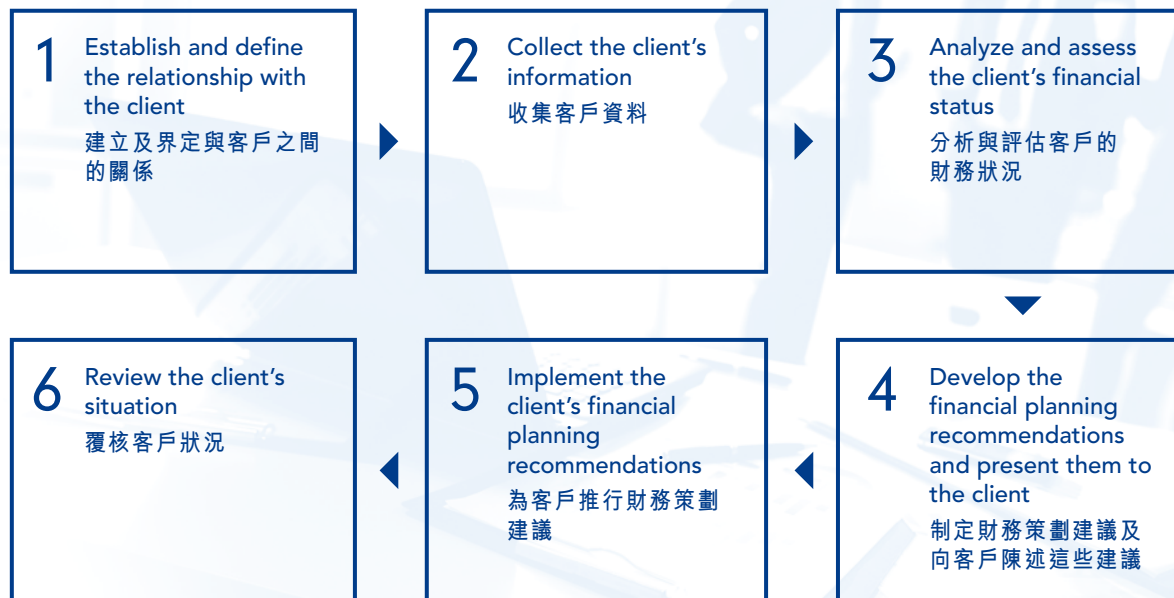 1
Establish and define
the relationship with
the client
建立及界定與客戶之間
的關係
2
Collect the client's
information
收集客戶資料
3
Analyze and assess
the client's financial
status
分析與評估客戶的
財務狀況
4
Develop the
financial planning
recommendations
and present them to
the client
制定財務策劃建議及
向客戶陳述這些建議
5
Implement the
client's financial
planning
recommendations
為客戶推行財務策劃
建議
6
Review the client's
situation
覆核客戶狀況